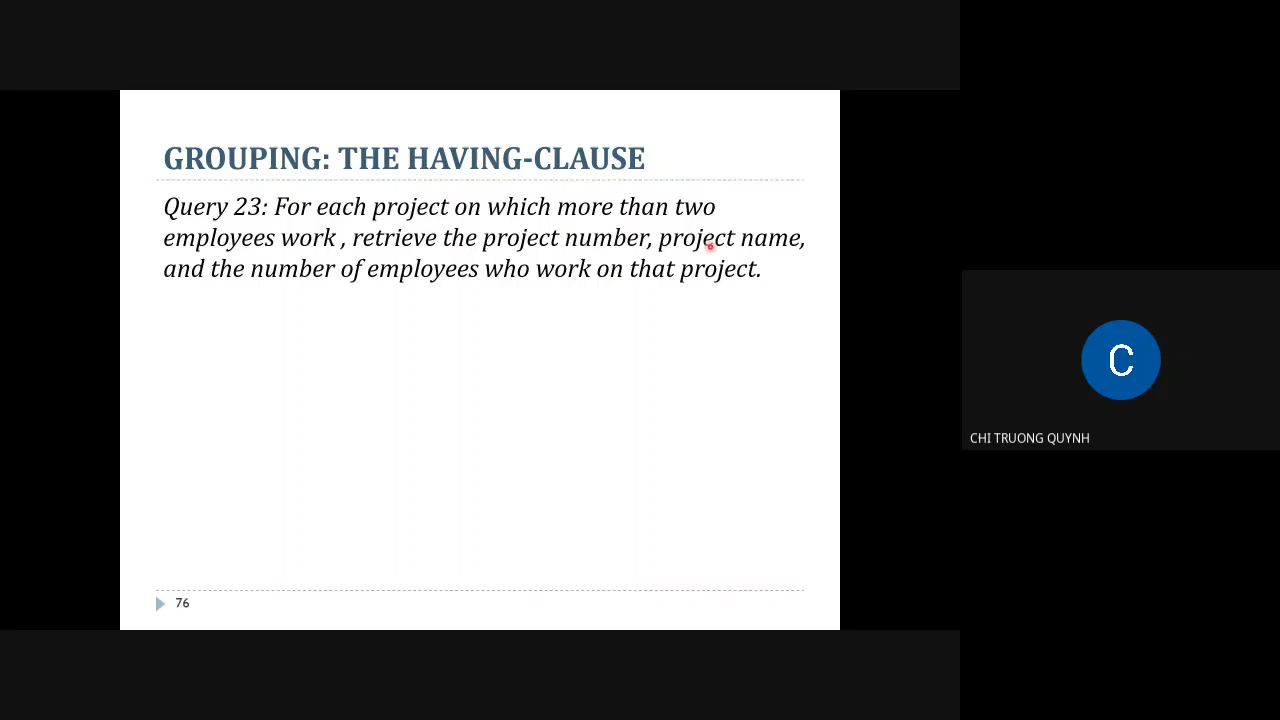 GROUPING: THE HAVING-CLAUSE
Query 23: For each project on which more than two
employees work , retrieve the project number, project name,
and the number of employees who work on that project.
76
C
CHI TRUONG QUYNH